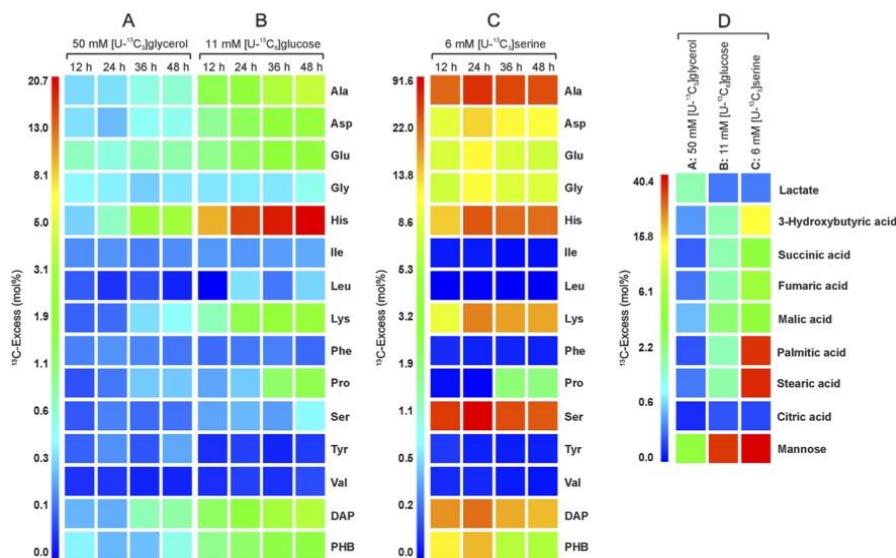 A
B
C
D
50 mM [U-¹³C₃]glycerol
11 mM [U-¹³C₆]glucose
6 mM [U-¹³C₃]serine
12 h 24 h 36 h 48 h 12 h 24 h 36 h 48 h
12 h 24 h 36 h 48 h
A: 50 mM [U-¹³C₃]glycerol
B: 11 mM [U-¹³C₆]glucose
C: 6 mM [U-¹³C₃]serine
¹³C-Excess (mol%)
20.7
13.0
8.1
5.0
3.1
1.9
1.1
0.6
0.3
0.1
0.0
Ala
Asp
Glu
Gly
His
Ile
Leu
Lys
Phe
Pro
Ser
Tyr
Val
DAP
PHB
¹³C-Excess (mol%)
91.6
22.0
13.8
8.6
5.3
3.2
1.9
1.1
0.5
0.2
0.0
Ala
Asp
Glu
Gly
His
Ile
Leu
Lys
Phe
Pro
Ser
Tyr
Val
DAP
PHB
¹³C-Excess (mol%)
40.4
16.8
6.1
2.2
0.6
0.0
Lactate
3-Hydroxybutyric acid
Succinic acid
Fumaric acid
Malic acid
Palmitic acid
Stearic acid
Citric acid
Mannose